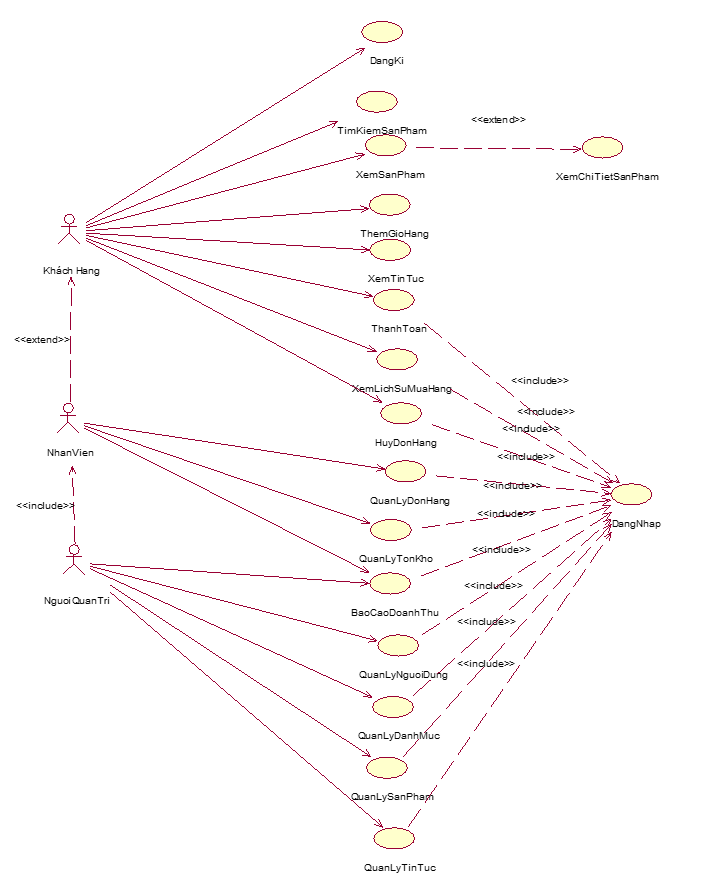 DangKi
TimKiemSanPham
<<extend>>
XemSanPham
XemChiTietSanPham
ThemGioHang
Khách Hang
XemTinTuc
ThanhToan
<<extend>>
XemLichSuMuaHang
<<include>>
<<include>>
<<include>>
HuyDonHang
<<include>>
NhanVien
QuanLyDonHang
<<include>>
<<include>>
<<include>>
DangNhap
QuanLyTonKho
<<include>>
NguoiQuanTri
BaoCaoDoanhThu
<<include>>
<<include>>
QuanLyNguoiDung
<<include>>
QuanLyDanhMuc
QuanLySanPham
QuanLyTinTuc